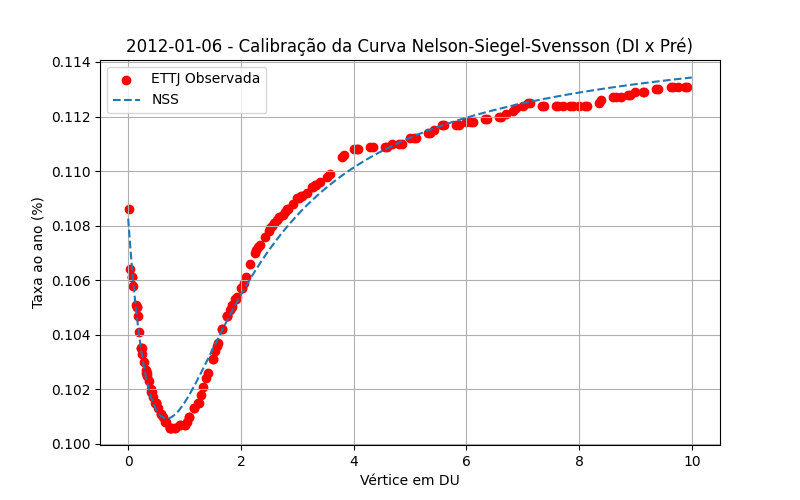 2012-01-06 - Calibração da Curva Nelson-Siegel-Svensson (DI x Pré)
ETTJ Observada
NSS
Taxa ao ano (%)
0.114
0.112
0.110
0.108
0.106
0.104
0.102
0.100
0 2 4 6 8 10
Vértice em DU